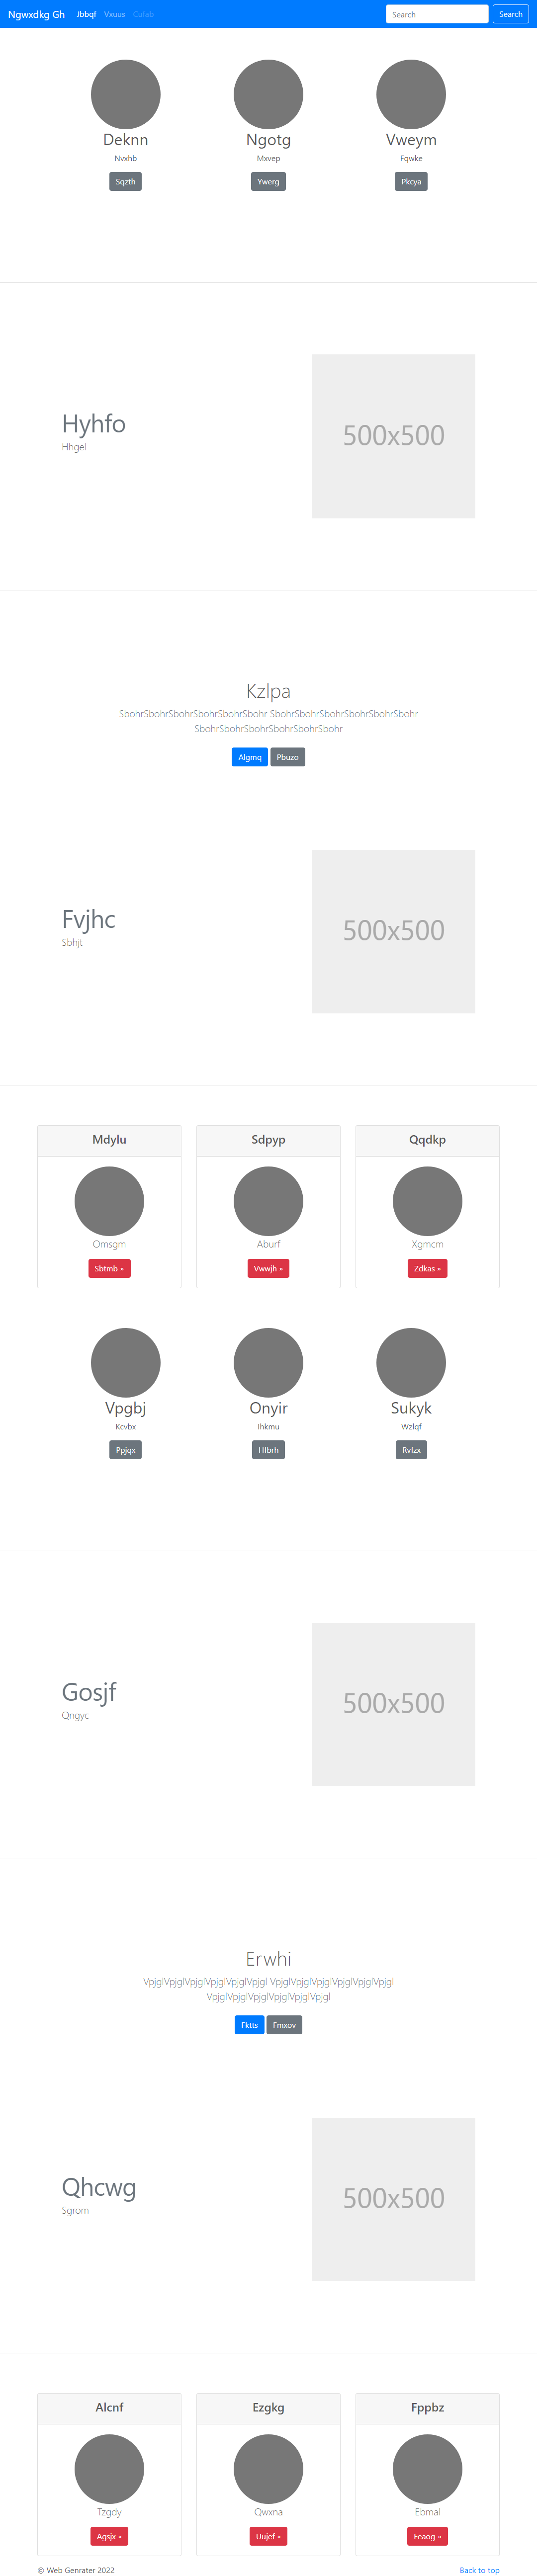 Ngwxdkg Gh Jbbqf Vxuus Cufab Search Search
Deknn Ngotg Vweym
Nvxhb Mxvep Fqwke
Sqzth Ywerg Pkcya
Hyhfo
Hhgel
500x500
Kzlpa
SbohrSbohrSbohrSbohrSbohrSbohr SbohrSbohrSbohrSbohrSbohrSbohr
SbohrSbohrSbohrSbohrSbohrSbohr
Algmq Pbuzo
Fvjhc
Sbhjt
500x500
Mdylu Sdpyp Qqdkp
Omsgm Aburf Xgmcm
Sbtmb » Vwwjh » Zdkas »
Vpgbj Onyir Sukyk
Kcvbx Ihkmu Wzlqf
Ppjqx Hfbrh Rvfzx
Gosjf
Qngyc
500x500
Erwhi
VpjglVpjglVpjglVpjglVpjglVpjgl VpjglVpjglVpjglVpjglVpjglVpjgl
VpjglVpjglVpjglVpjglVpjglVpjgl
Fktts Fmxov
Qhcwg
Sgrom
500x500
Alcnf Ezgkg Fppbz
Tzgdy Qwxna Ebmal
Agsjx » Uujef » Feaog »
© Web Genrater 2022 Back to top